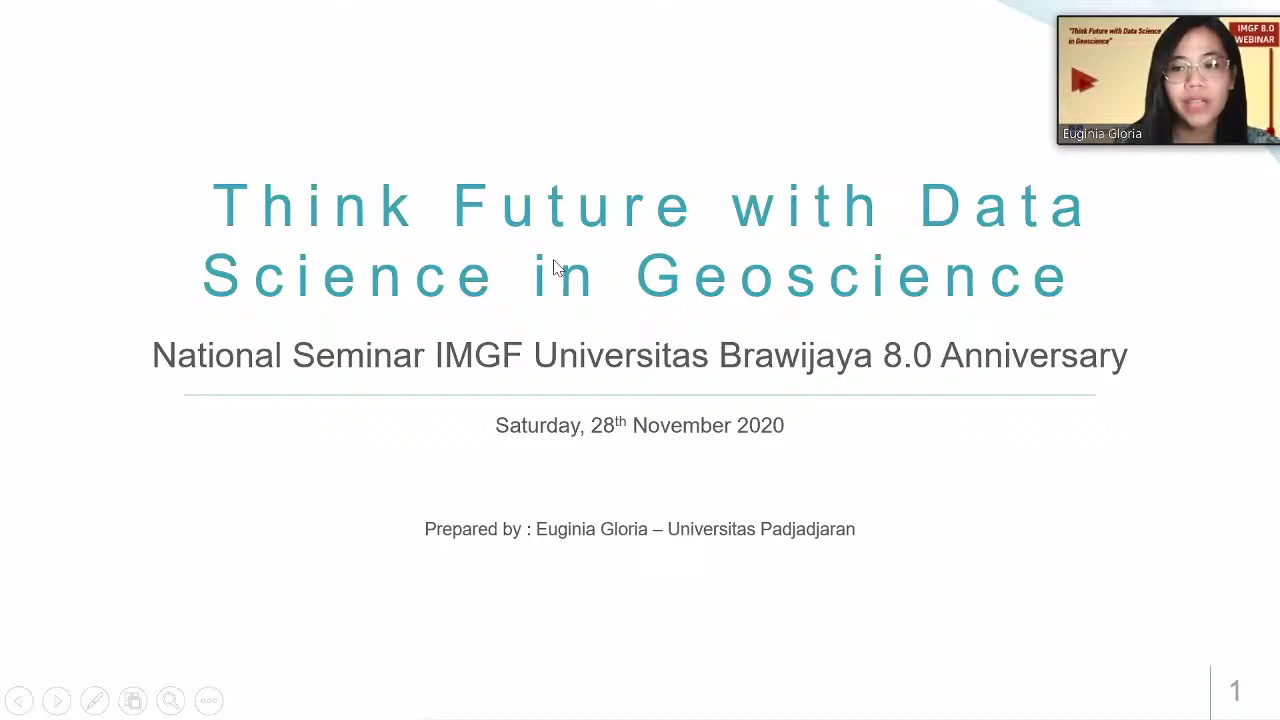 "Think Future with Data Science
in Geoscience"
IMGF 8.0
WEBINAR
Euginia Gloria
Think Future with Data
Science in Geoscience
National Seminar IMGF Universitas Brawijaya 8.0 Anniversary
Saturday, 28th November 2020
Prepared by : Euginia Gloria – Universitas Padjadjaran
1